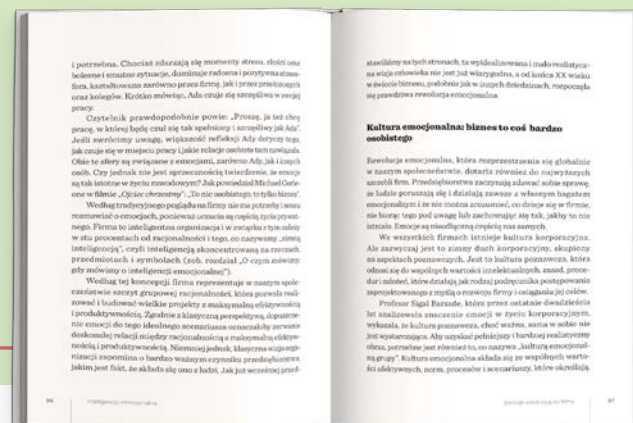 i potrzebna. Chociaż zdarzają się momenty stresu, złości oraz
bolesne i smutne sytuacje, dominuje radosna i pozytywna atmos-
fera, kształtowana zarówno przez firmę, jak i przez przełożonych
oraz kolegów. Krótko mówiąc, Ada czuje się szczęśliwa w swojej
pracy.
Czytelnik prawdopodobnie powie: „Proszę, ja też chcę
pracę, w której będę czuł się tak spełniony i szczęśliwy jak Ada".
Jeśli zwrócimy uwagę, większość refleksji Ady dotyczy tego,
jak czuje się w miejscu pracy i jakie relacje osobiste tam nawiązała.
Obie te sfery są związane z emocjami, zarówno Ady, jak i innych
osób. Czy jednak nie jest sprzecznością twierdzenie, że emocje
są tak istotne w życiu zawodowym? Jak powiedział Michael Corle-
one w filmie „Ojciec chrzestny": „To nic osobistego, to tylko biznes".
Według tradycyjnego poglądu na firmy nie ma potrzeby i sensu
rozmawiać o emocjach, ponieważ uczucia są częścią życia prywat-
nego. Firma to inteligentna organizacja i w związku z tym zależy
w stu procentach od racjonalności i tego, co nazywamy „zimną
inteligencją", czyli inteligencją skoncentrowaną na rzeczach,
przedmiotach i symbolach (zob. rozdział „O czym mówimy,
gdy mówimy o inteligencji emocjonalnej").
Według tej koncepcji firma reprezentuje w naszym społe-
czeństwie szczyt grupowej racjonalności, która pozwala reali-
zować i budować wielkie projekty z maksymalną efektywnością
i produktywnością. Zgodnie z klasyczną perspektywą, dopuszcze-
nie emocji do tego idealnego scenariusza oznaczałoby zerwanie
doskonałej relacji między racjonalnością a maksymalną efektyw-
nością i produktywnością. Niemniej jednak, klasyczna wizja orga-
nizacji zapomina o bardzo ważnym czynniku przedsiębiorstwa,
jakim jest fakt, że składa się ono z ludzi. Jak już wcześniej przed-
96
Inteligencja emocjonalna
stawiliśmy na tych stronach, ta wyidealizowana i mało realistycz-
na wizja człowieka nie jest już wiarygodna, a od końca XX wieku
w świecie biznesu, podobnie jak w innych dziedzinach, rozpoczęła
się prawdziwa rewolucja emocjonalna.
Kultura emocjonalna: biznes to coś bardzo
osobistego
Rewolucja emocjonalna, która rozprzestrzenia się globalnie
w naszym społeczeństwie, dotarła również do najwyższych
szczebli firm. Przedsiębiorstwa zaczynają zdawać sobie sprawę,
że ludzie poruszają się i działają zawsze z własnym bagażem
emocjonalnym i że nie można zrozumieć, co dzieje się w firmie,
nie biorąc tego pod uwagę lub zachowując się tak, jakby to nie
istniało. Emocje są nieodłączną częścią nas samych.
We wszystkich firmach istnieje kultura korporacyjna.
Ale zazwyczaj jest to zimny duch korporacyjny, skupiony
na aspektach poznawczych. Jest to kultura poznawcza, która
odnosi się do wspólnych wartości intelektualnych, zasad, proce-
dur i założeń, które działają jak rodzaj podręcznika postępowania
zaprojektowanego z myślą o rozwoju firmy i osiąganiu jej celów.
Profesor Sigal Barsade, która przez ostatnie dwadzieścia
lat analizowała znaczenie emocji w życiu korporacyjnym,
wykazała, że kultura poznawcza, choć ważna, sama w sobie nie
jest wystarczająca. Aby uzyskać pełniejszy i bardziej realistyczny
obraz, potrzebne jest również to, co nazywa „kulturą emocjonal-
ną grupy". Kultura emocjonalna składa się ze wspólnych warto-
ści afektywnych, norm, procesów i scenariuszy, które określają,
97